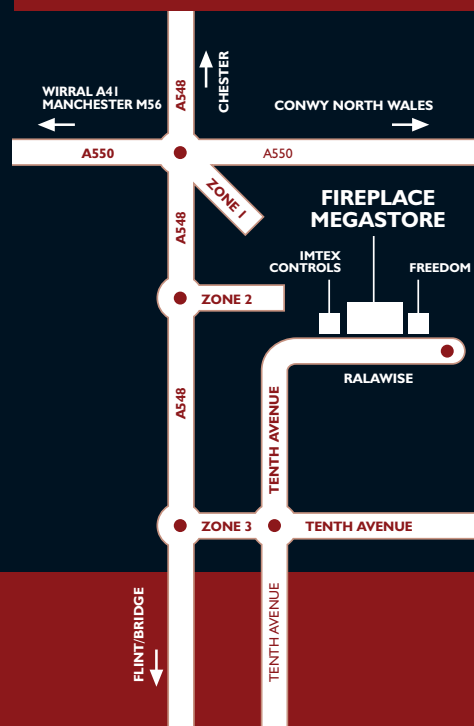 WIRRAL A41
MANCHESTER M56
A548
CHESTER
CONWY NORTH WALES
A550
A550
ZONE 1
A548
FIREPLACE
MEGASTORE
IMTEX
CONTROLS
FREEDOM
ZONE 2
RALAWISE
A548
TENTH AVENUE
ZONE 3
TENTH AVENUE
FLINT/BRIDGE
TENTH AVENUE